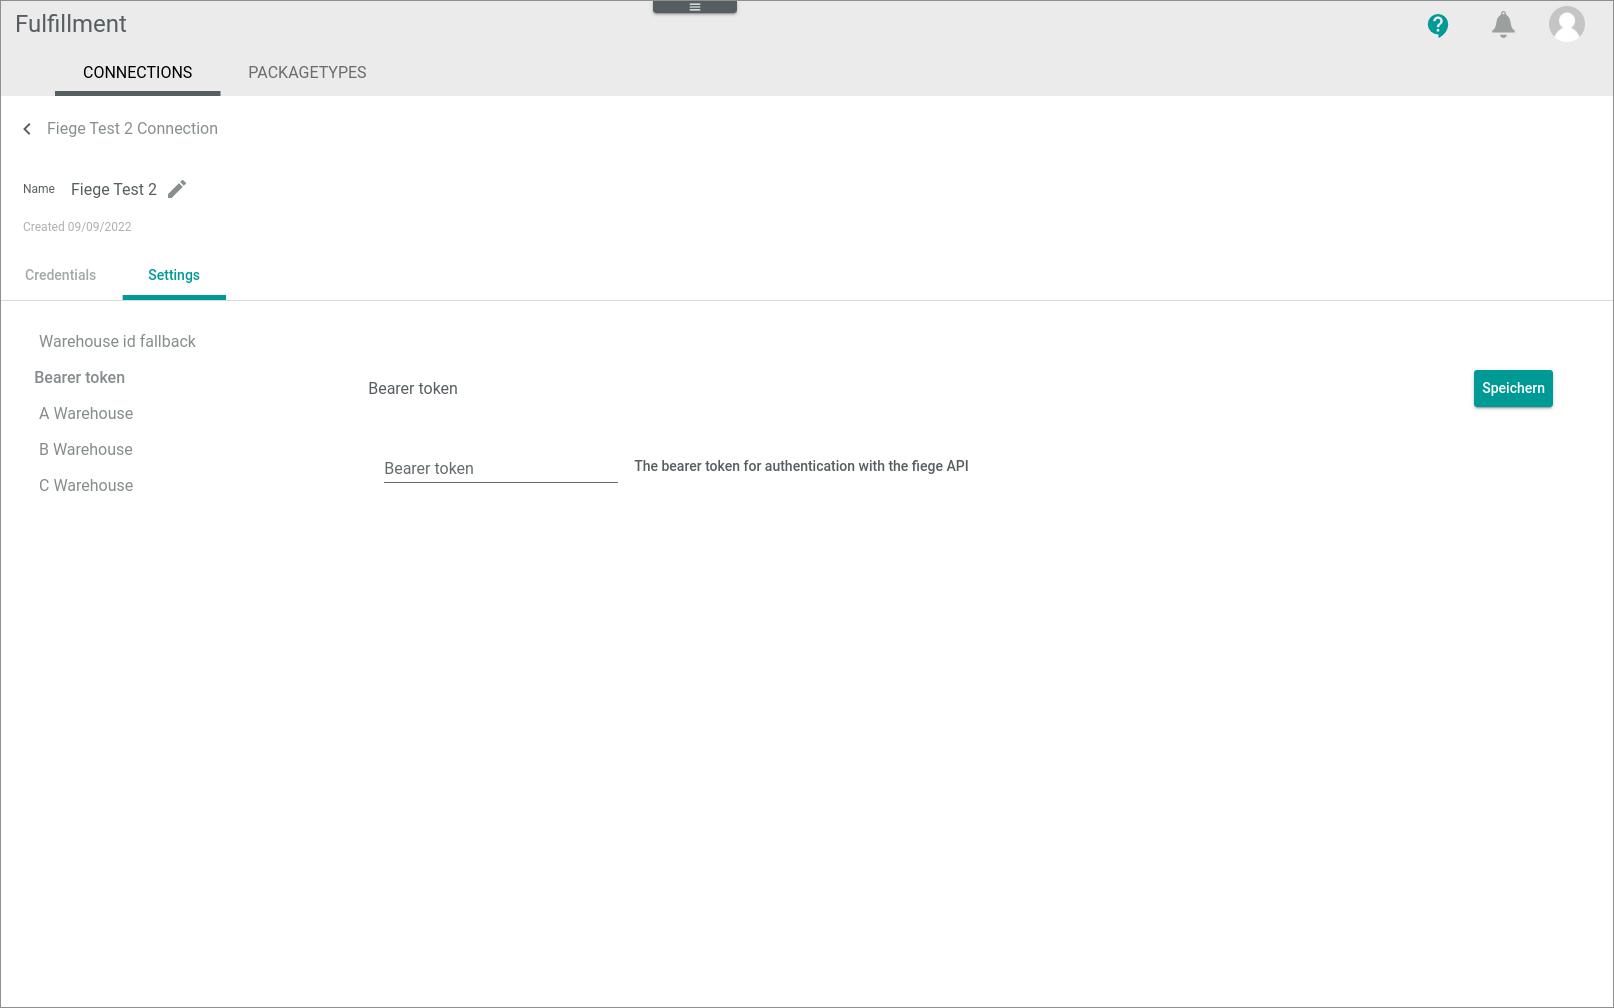 Fulfillment
CONNECTIONS PACKAGETYPES
Fiege Test 2 Connection
Name Fiege Test 2
Created 09/09/2022
Credentials Settings
Warehouse id fallback
Bearer token
A Warehouse
B Warehouse
C Warehouse
Bearer token Speichern
Bearer token The bearer token for authentication with the fiege API